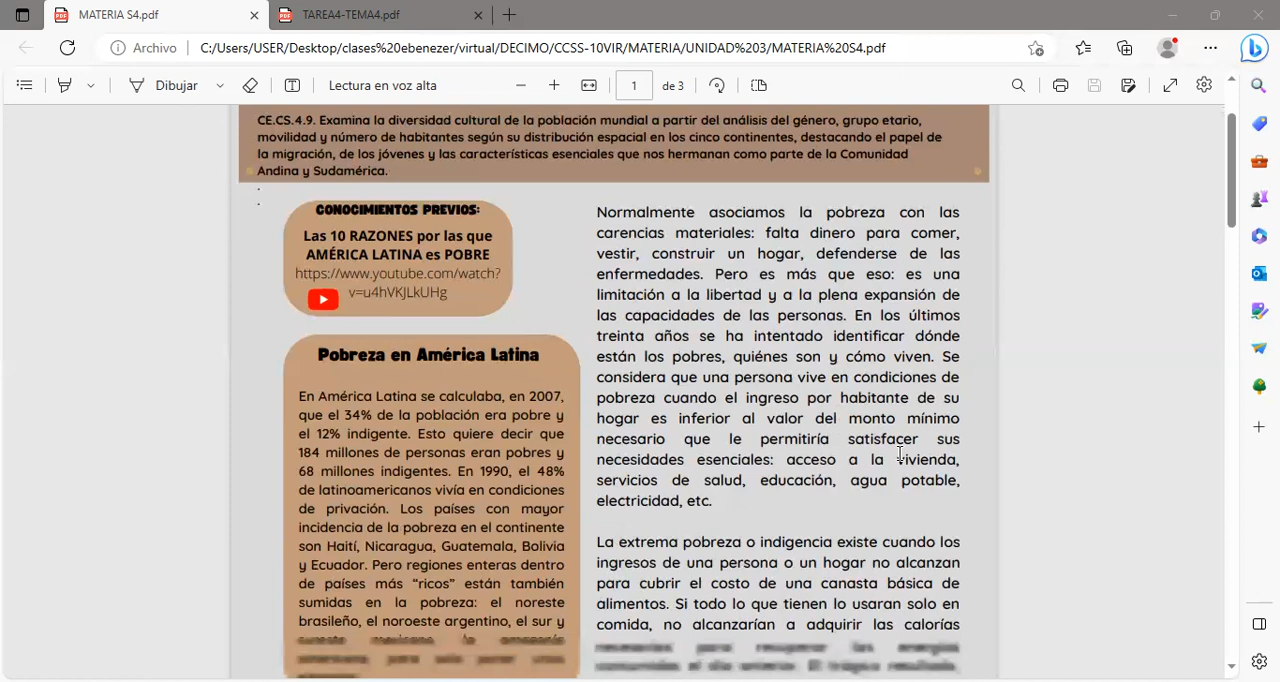 MATERIA S4.pdf
TAREA4-TEMA4.pdf
Archivo
C:/Users/USER/Desktop/clases%20ebenezer/virtual/DECIMO/CCSS-10VIR/MATERIA/UNIDAD%203/MATERIA%20S4.pdf
Dibujar
Lectura en voz alta
1
de 3
CE.CS.4.9. Examina la diversidad cultural de la población mundial a partir del análisis del género, grupo etario,
movilidad y número de habitantes según su distribución espacial en los cinco continentes, destacando el papel de
la migración, de los jóvenes y las características esenciales que nos hermanan como parte de la Comunidad
Andina y Sudamérica.
CONOCIMIENTOS PREVIOS:
Las 10 RAZONES por las que
AMÉRICA LATINA es POBRE
https://www.youtube.com/watch?
v=u4hVKJLkUHg
Pobreza en América Latina
En América Latina se calculaba, en 2007,
que el 34% de la población era pobre y
el 12% indigente. Esto quiere decir que
184 millones de personas eran pobres y
68 millones indigentes. En 1990, el 48%
de latinoamericanos vivía en condiciones
de privación. Los países con mayor
incidencia de la pobreza en el continente
son Haití, Nicaragua, Guatemala, Bolivia
y Ecuador. Pero regiones enteras dentro
de países más “ricos” están también
sumidas en la pobreza: el noreste
brasileño, el noroeste argentino, el sur y
Normalmente asociamos la pobreza con las
carencias materiales: falta dinero para comer,
vestir, construir un hogar, defenderse de las
enfermedades. Pero es más que eso: es una
limitación a la libertad y a la plena expansión de
las capacidades de las personas. En los últimos
treinta años se ha intentado identificar dónde
están los pobres, quiénes son y cómo viven. Se
considera que una persona vive en condiciones de
pobreza cuando el ingreso por habitante de su
hogar es inferior al valor del monto mínimo
necesario que le permitiría satisfacer sus
necesidades esenciales: acceso a la vivienda,
servicios de salud, educación, agua potable,
electricidad, etc.
La extrema pobreza o indigencia existe cuando los
ingresos de una persona o un hogar no alcanzan
para cubrir el costo de una canasta básica de
alimentos. Si todo lo que tienen lo usaran solo en
comida, no alcanzarían a adquirir las calorías